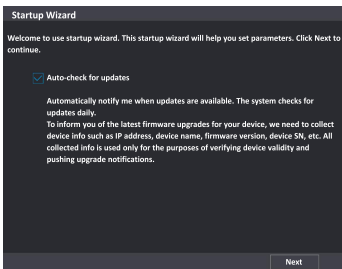 Startup Wizard
Welcome to use startup wizard. This startup wizard will help you set parameters. Click Next to
continue.
Auto-check for updates
Automatically notify me when updates are available. The system checks for
updates daily.
To inform you of the latest firmware upgrades for your device, we need to collect
device info such as IP address, device name, firmware version, device SN, etc. All
collected info is used only for the purposes of verifying device validity and
pushing upgrade notifications.
Next